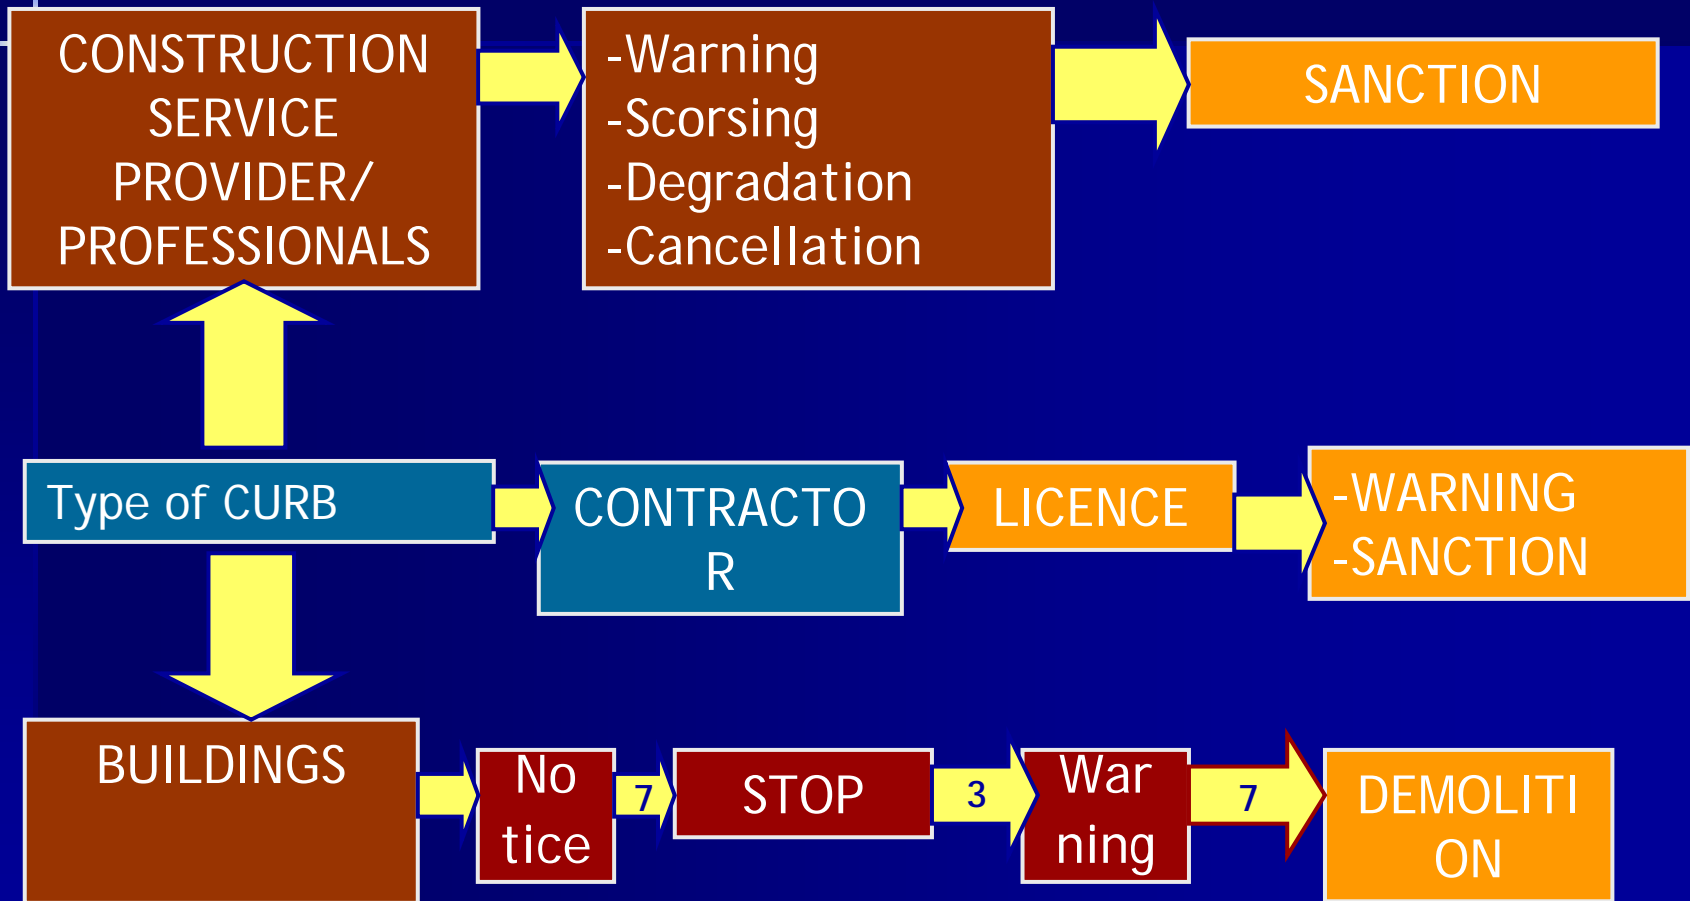 CONSTRUCTION
SERVICE
PROVIDER/
PROFESSIONALS
-Warning
-Scorsing
-Degradation
-Cancellation
SANCTION
Type of CURB
CONTRACTO
R
LICENCE
-WARNING
-SANCTION
BUILDINGS
No
tice
7
STOP
3
War
ning
7
DEMOLITI
ON